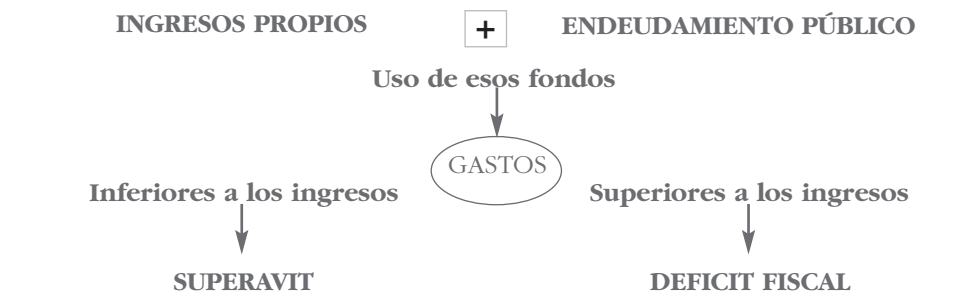 INGRESOS PROPIOS + ENDEUDAMIENTO PÚBLICO
Uso de esos fondos
GASTOS
Inferiores a los ingresos Superiores a los ingresos
SUPERAVIT DEFICIT FISCAL